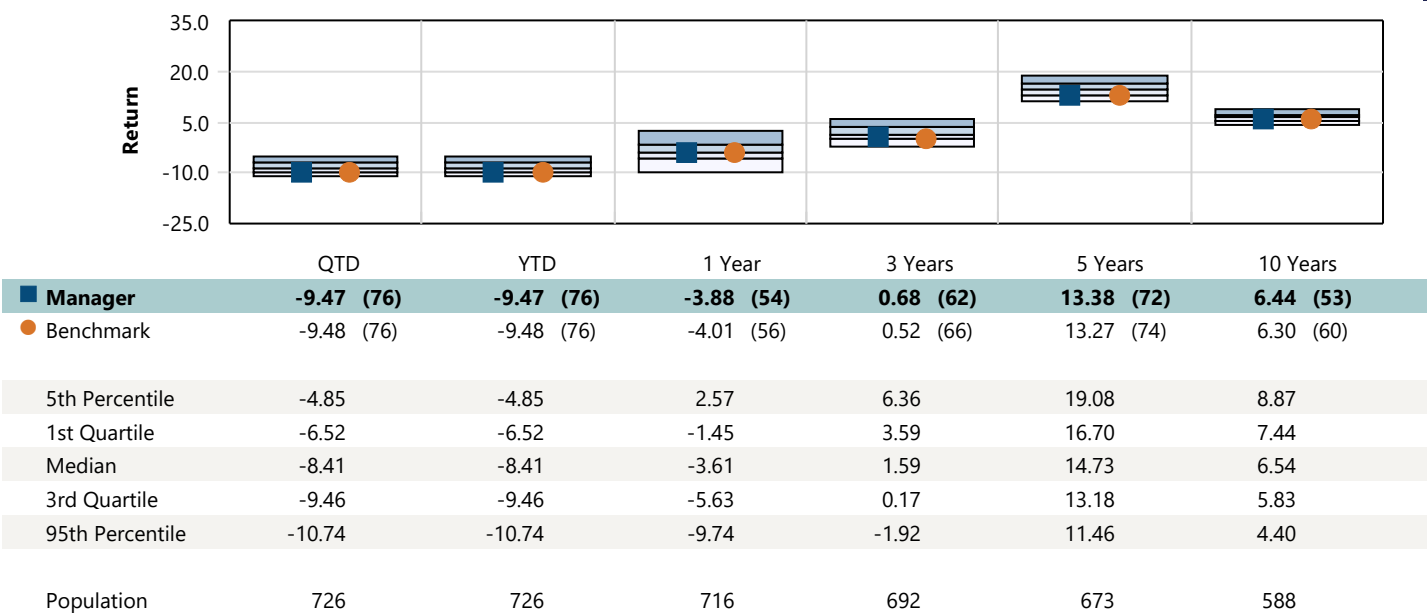 35.0
20.0
5.0
-10.0
-25.0
Return
QTD YTD 1 Year 3 Years 5 Years 10 Years
Manager -9.47 (76) -9.47 (76) -3.88 (54) 0.68 (62) 13.38 (72) 6.44 (53)
Benchmark -9.48 (76) -9.48 (76) -4.01 (56) 0.52 (66) 13.27 (74) 6.30 (60)
5th Percentile -4.85 -4.85 2.57 6.36 19.08 8.87
1st Quartile -6.52 -6.52 -1.45 3.59 16.70 7.44
Median -8.41 -8.41 -3.61 1.59 14.73 6.54
3rd Quartile -9.46 -9.46 -5.63 0.17 13.18 5.83
95th Percentile -10.74 -10.74 -9.74 -1.92 11.46 4.40
Population 726 726 716 692 673 588